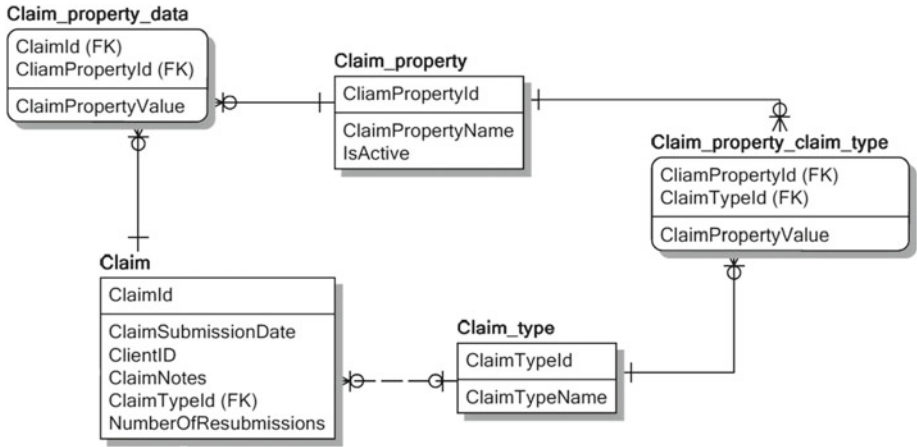 Claim_property_data
ClaimId (FK)
CliamPropertyId (FK)
ClaimPropertyValue
Claim_property
CliamPropertyId
ClaimPropertyName
IsActive
Claim_property_claim_type
CliamPropertyId (FK)
ClaimTypeId (FK)
ClaimPropertyValue
Claim
ClaimId
ClaimSubmissionDate
ClientID
ClaimNotes
ClaimTypeId (FK)
NumberOfResubmissions
Claim_type
ClaimTypeId
ClaimTypeName